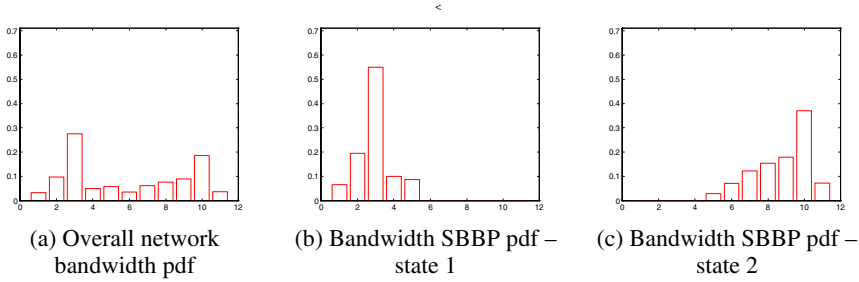 <
0.7
0.6
0.5
0.4
0.3
0.2
0.1
0
0 2 4 6 8 10 12
(a) Overall network
bandwidth pdf
0.7
0.6
0.5
0.4
0.3
0.2
0.1
0
0 2 4 6 8 10 12
(b) Bandwidth SBBP pdf –
state 1
0.7
0.6
0.5
0.4
0.3
0.2
0.1
0
0 2 4 6 8 10 12
(c) Bandwidth SBBP pdf –
state 2